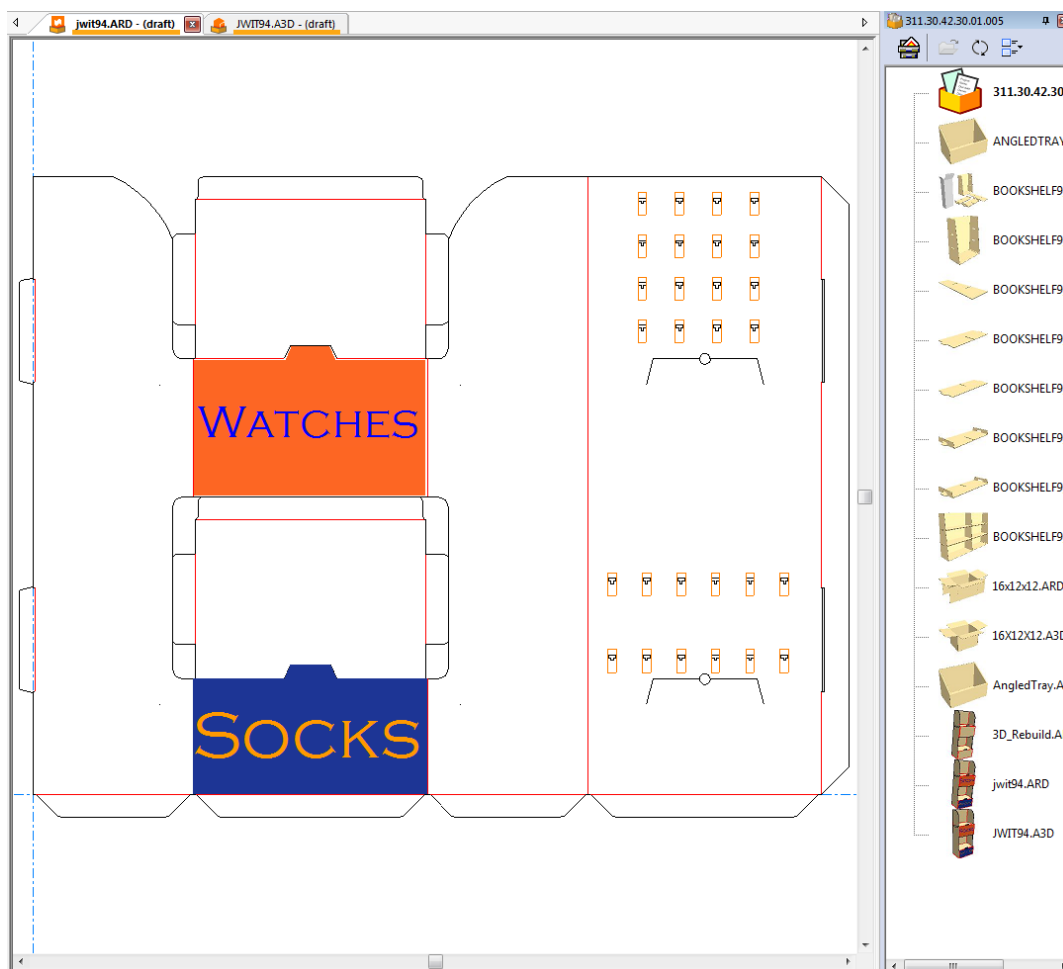 jwit94.ARD - (draft)
JWIT94.A3D - (draft)
311.30.42.30.01.005
WATCHES
SOCKS
311.30.42.30
ANGLEDTRAY
BOOKSHELF9
BOOKSHELF9
BOOKSHELF9
BOOKSHELF9
BOOKSHELF9
BOOKSHELF9
BOOKSHELF9
BOOKSHELF9
16x12x12.ARD
16X12X12.A3D
AngledTray.A
3D_Rebuild.A
jwit94.ARD
JWIT94.A3D